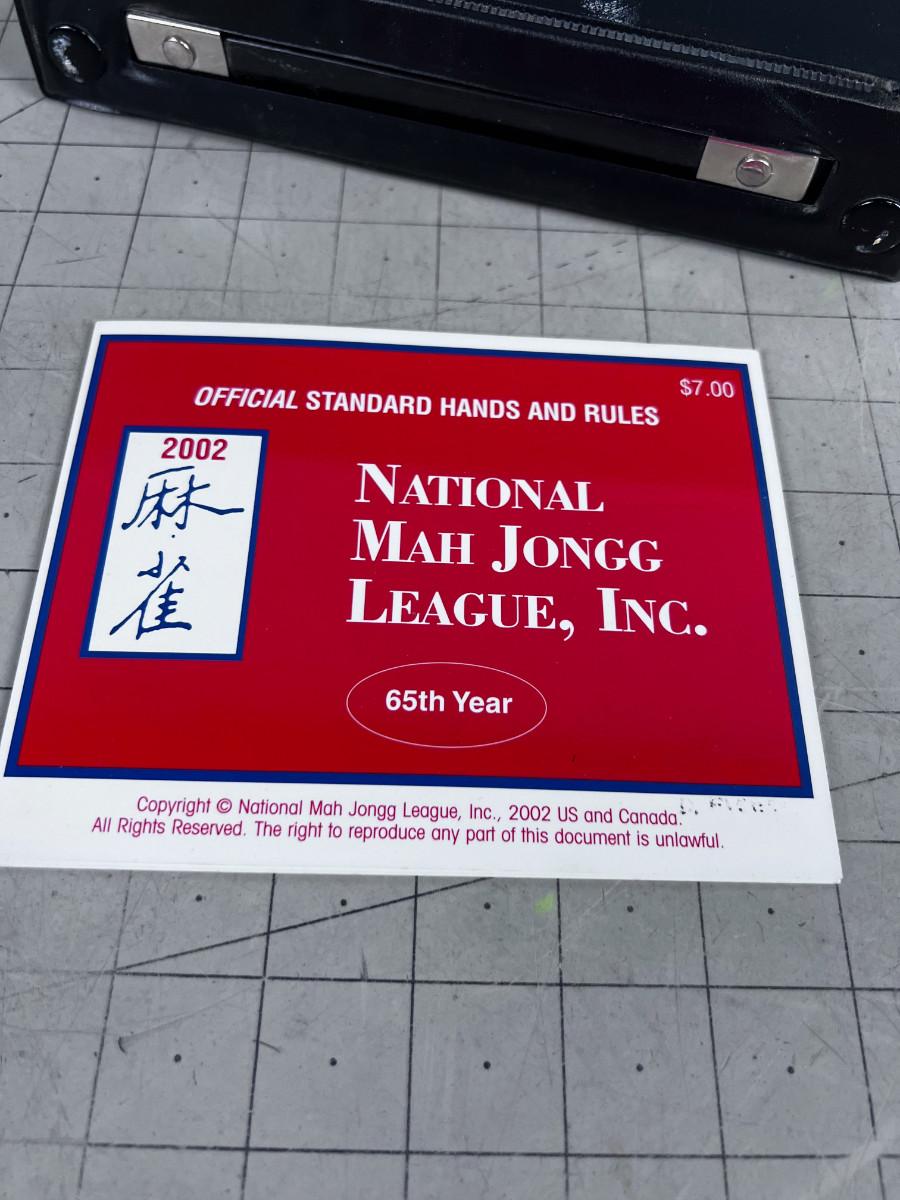 $7.00
OFFICIAL STANDARD HANDS AND RULES
2002
麻
雀
NATIONAL
MAH JONGG
LEAGUE, INC.
65th Year
Copyright © National Mah Jongg League, Inc., 2002 US and Canada.
All Rights Reserved. The right to reproduce any part of this document is unlawful.